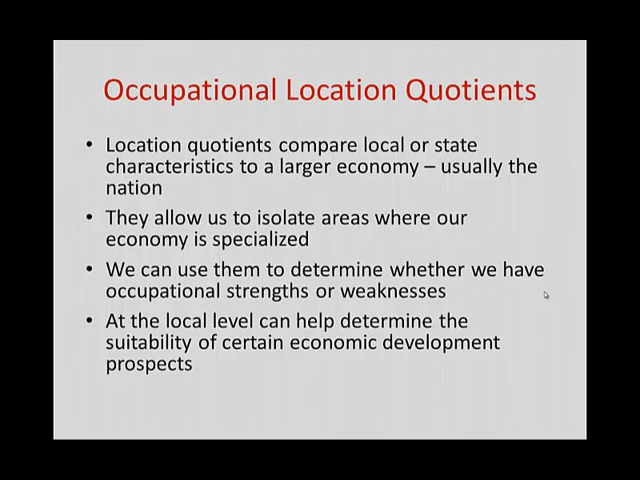 Occupational Location Quotients
• Location quotients compare local or state
characteristics to a larger economy – usually the
nation
• They allow us to isolate areas where our
economy is specialized
• We can use them to determine whether we have
occupational strengths or weaknesses
• At the local level can help determine the
suitability of certain economic development
prospects